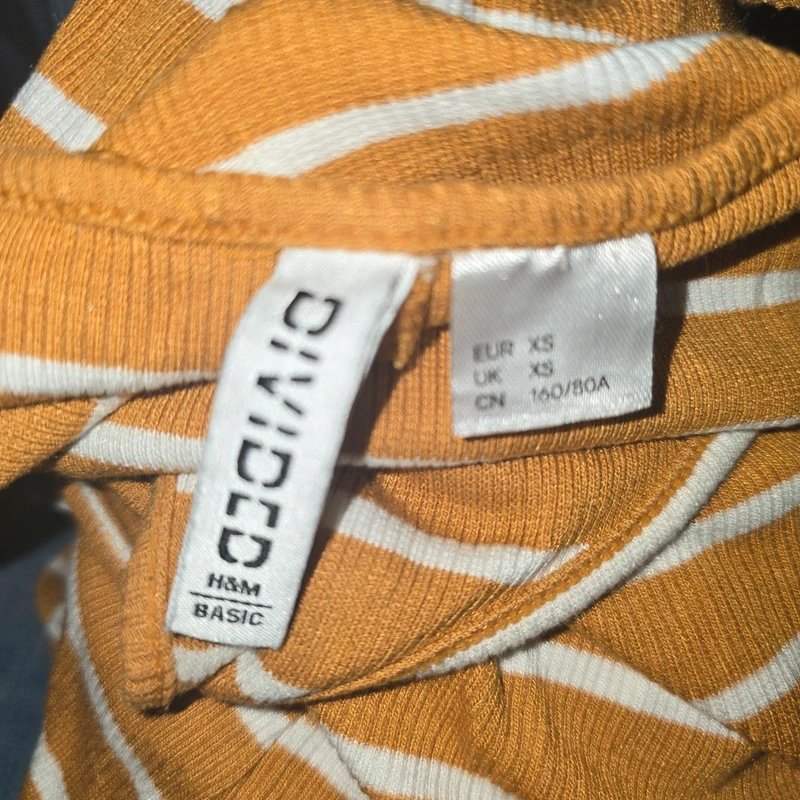 DIVIDED
H&M
BASIC
EUR XS
UK XS
CN 160/80A